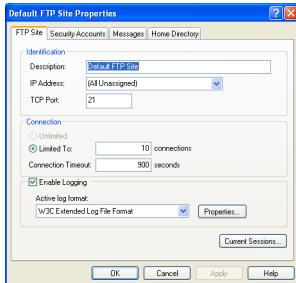 Default FTP Site Properties
FTP Site Security Accounts Messages Home Directory
Identification
Description: Default FTP Site
IP Address: (All Unassigned)
TCP Port: 21
Connection
Unlimited
Limited To: 10 connections
Connection Timeout: 900 seconds
Enable Logging
Active log format:
W3C Extended Log File Format Properties...
Current Sessions...
OK Cancel Apply Help